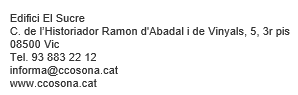 Edifici El Sucre
C. de l'Historiador Ramon d'Abadal i de Vinyals, 5, 3r pis
08500 Vic
Tel. 93 883 22 12
informa@ccosona.cat
www.ccosona.cat